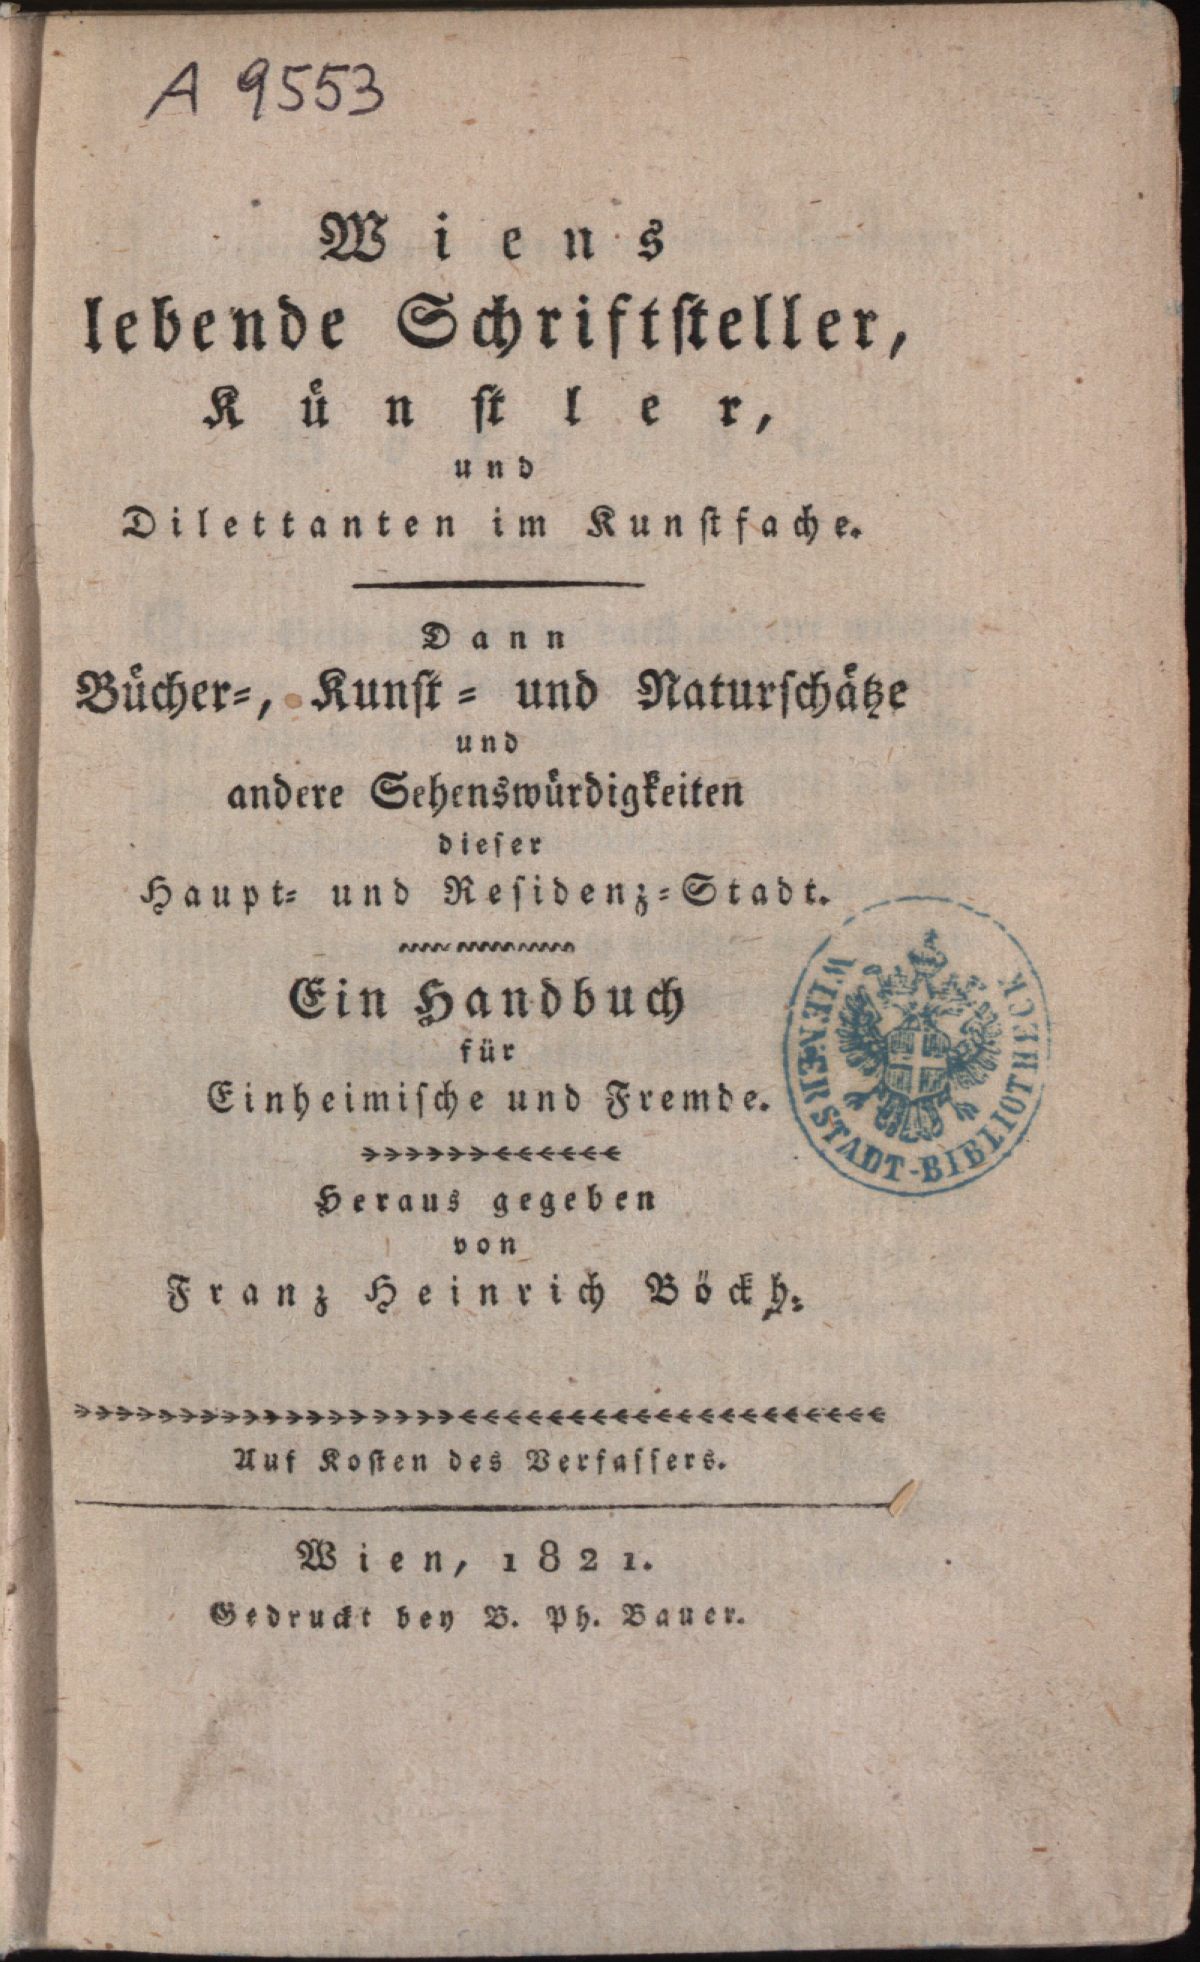 A 9553
Wiens
lebende Schriftsteller,
Künstler,
und
Dilettanten im Kunstfache.
Dann
Bücher-, Kunst- und Naturschätze
und
andere Sehenswürdigkeiten
dieser
Haupt- und Residenz-Stadt.
Ein Handbuch
für
Einheimische und Fremde.
WIENER STADT-BIBLIOTHECK
Heraus gegeben
von
Franz Heinrich Böckh.
Auf Kosten des Verfassers.
Wien, 1821.
Gedruckt bey B. Ph. Bauer.